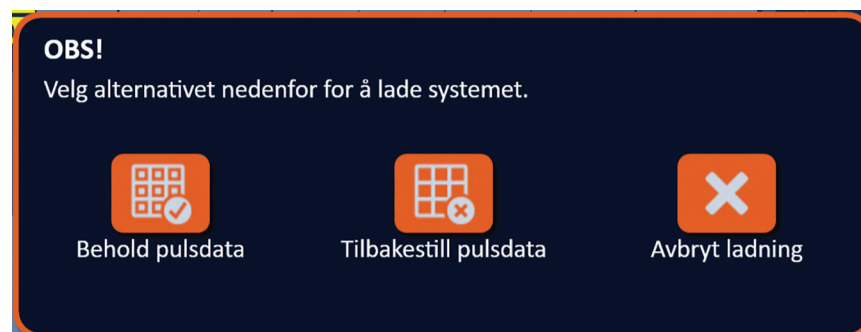 OBS!
Velg alternativet nedenfor for å lade systemet.
Behold pulsdata
Tilbakestill pulsdata
Avbryt ladning